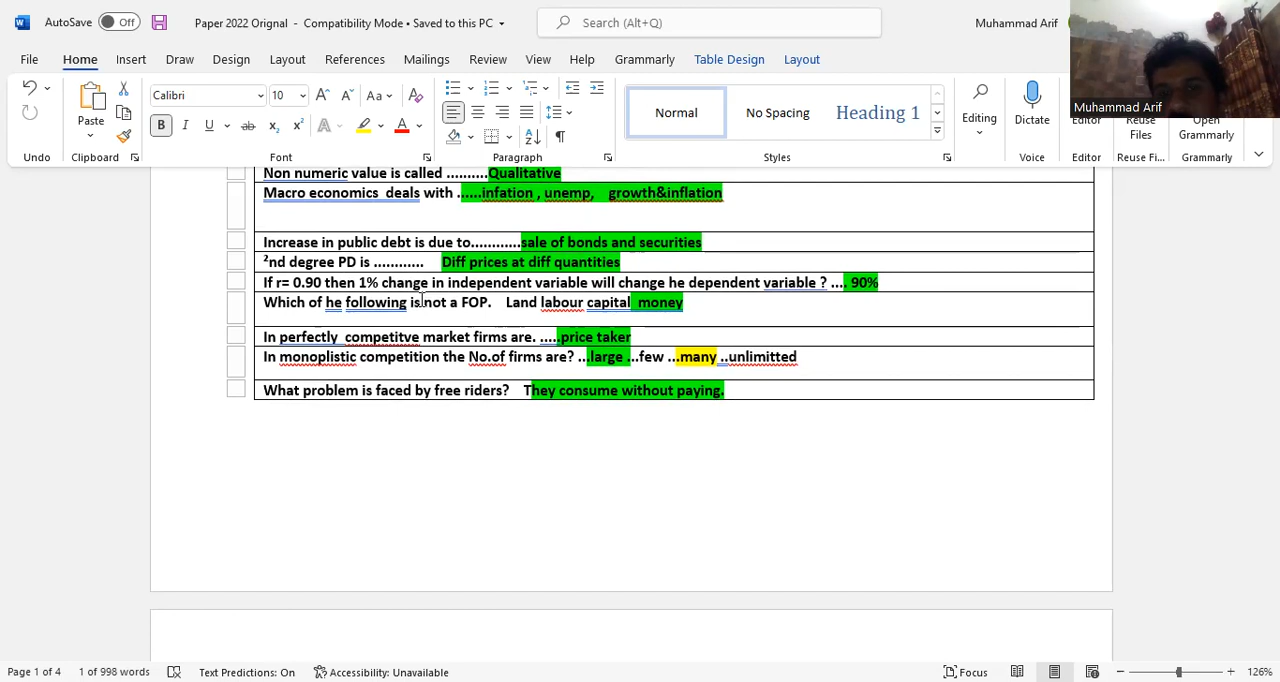 AutoSave Off Paper 2022 Orignal - Compatibility Mode • Saved to this PC Search (Alt+Q) Muhammad Arif
File Home Insert Draw Design Layout References Mailings Review View Help Grammarly Table Design Layout
Muhammad Arif
Paste Calibri 10 Aa B I U ab x₂ x² A A Normal No Spacing Heading 1 Editing Dictate Editor Reuse Files Open Grammarly
Undo Clipboard Font Paragraph Styles Voice Editor Reuse Fi... Grammarly
Non numeric value is called ..........Qualitative
Macro economics deals with .......infation , unemp, growth&inflation
Increase in public debt is due to............sale of bonds and securities
²nd degree PD is ............ Diff prices at diff quantities
If r= 0.90 then 1% change in independent variable will change he dependent variable ? .... 90%
Which of he following is not a FOP. Land labour capital money
In perfectly competitve market firms are. .....price taker
In monoplistic competition the No.of firms are? ...large ...few ...many ..unlimitted
What problem is faced by free riders? They consume without paying.
Page 1 of 4 1 of 998 words Text Predictions: On Accessibility: Unavailable Focus 126%